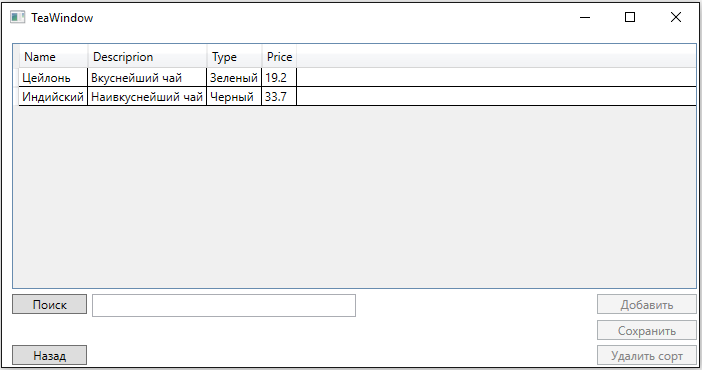 TeaWindow
Name Descriprion Type Price
Цейлонь Вкуснейший чай Зеленый 19.2
Индийский Наивкуснейший чай Черный 33.7
Поиск Добавить
Сохранить
Назад Удалить сорт